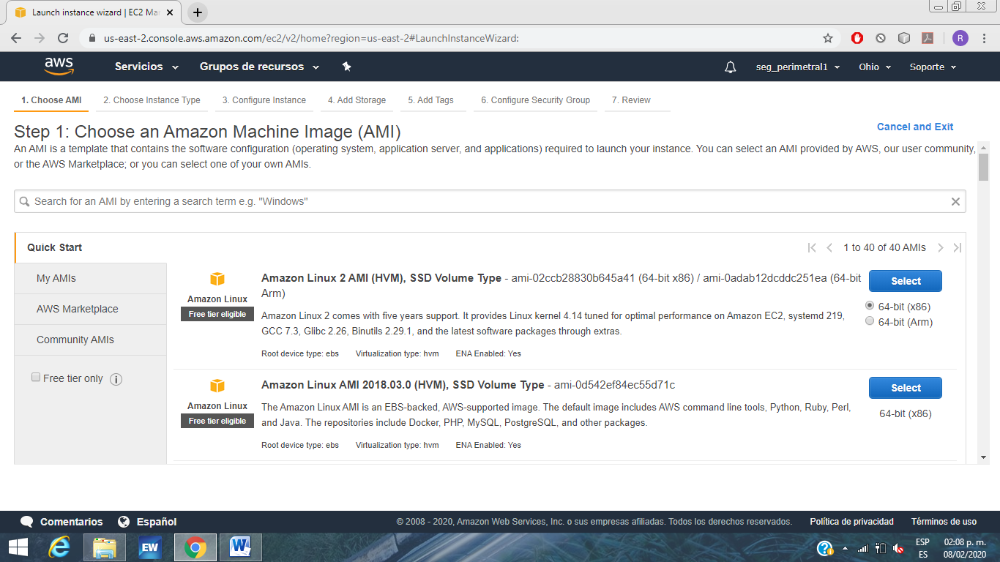 Launch instance wizard | EC2 Ma
us-east-2.console.aws.amazon.com/ec2/v2/home?region=us-east-2#LaunchInstanceWizard:
R
aws Servicios Grupos de recursos seg_perimetral1 Ohio Soporte
1. Choose AMI 2. Choose Instance Type 3. Configure Instance 4. Add Storage 5. Add Tags 6. Configure Security Group 7. Review
Step 1: Choose an Amazon Machine Image (AMI)
Cancel and Exit
An AMI is a template that contains the software configuration (operating system, application server, and applications) required to launch your instance. You can select an AMI provided by AWS, our user community,
or the AWS Marketplace; or you can select one of your own AMIs.
Search for an AMI by entering a search term e.g. "Windows"
Quick Start
1 to 40 of 40 AMIs
My AMIs
AWS Marketplace
Community AMIs
Free tier only
Amazon Linux
Free tier eligible
Amazon Linux 2 AMI (HVM), SSD Volume Type - ami-02ccb28830b645a41 (64-bit x86) / ami-0adab12dcddc251ea (64-bit
Arm)
Amazon Linux 2 comes with five years support. It provides Linux kernel 4.14 tuned for optimal performance on Amazon EC2, systemd 219,
GCC 7.3, Glibc 2.26, Binutils 2.29.1, and the latest software packages through extras.
Root device type: ebs Virtualization type: hvm ENA Enabled: Yes
Select
64-bit (x86)
64-bit (Arm)
Amazon Linux
Free tier eligible
Amazon Linux AMI 2018.03.0 (HVM), SSD Volume Type - ami-0d542ef84ec55d71c
The Amazon Linux AMI is an EBS-backed, AWS-supported image. The default image includes AWS command line tools, Python, Ruby, Perl,
and Java. The repositories include Docker, PHP, MySQL, PostgreSQL, and other packages.
Root device type: ebs Virtualization type: hvm ENA Enabled: Yes
Select
64-bit (x86)
Comentarios Español © 2008 - 2020, Amazon Web Services, Inc. o sus empresas afiliadas. Todos los derechos reservados. Política de privacidad Términos de uso
EW
ESP
ES
02:08 p. m.
08/02/2020